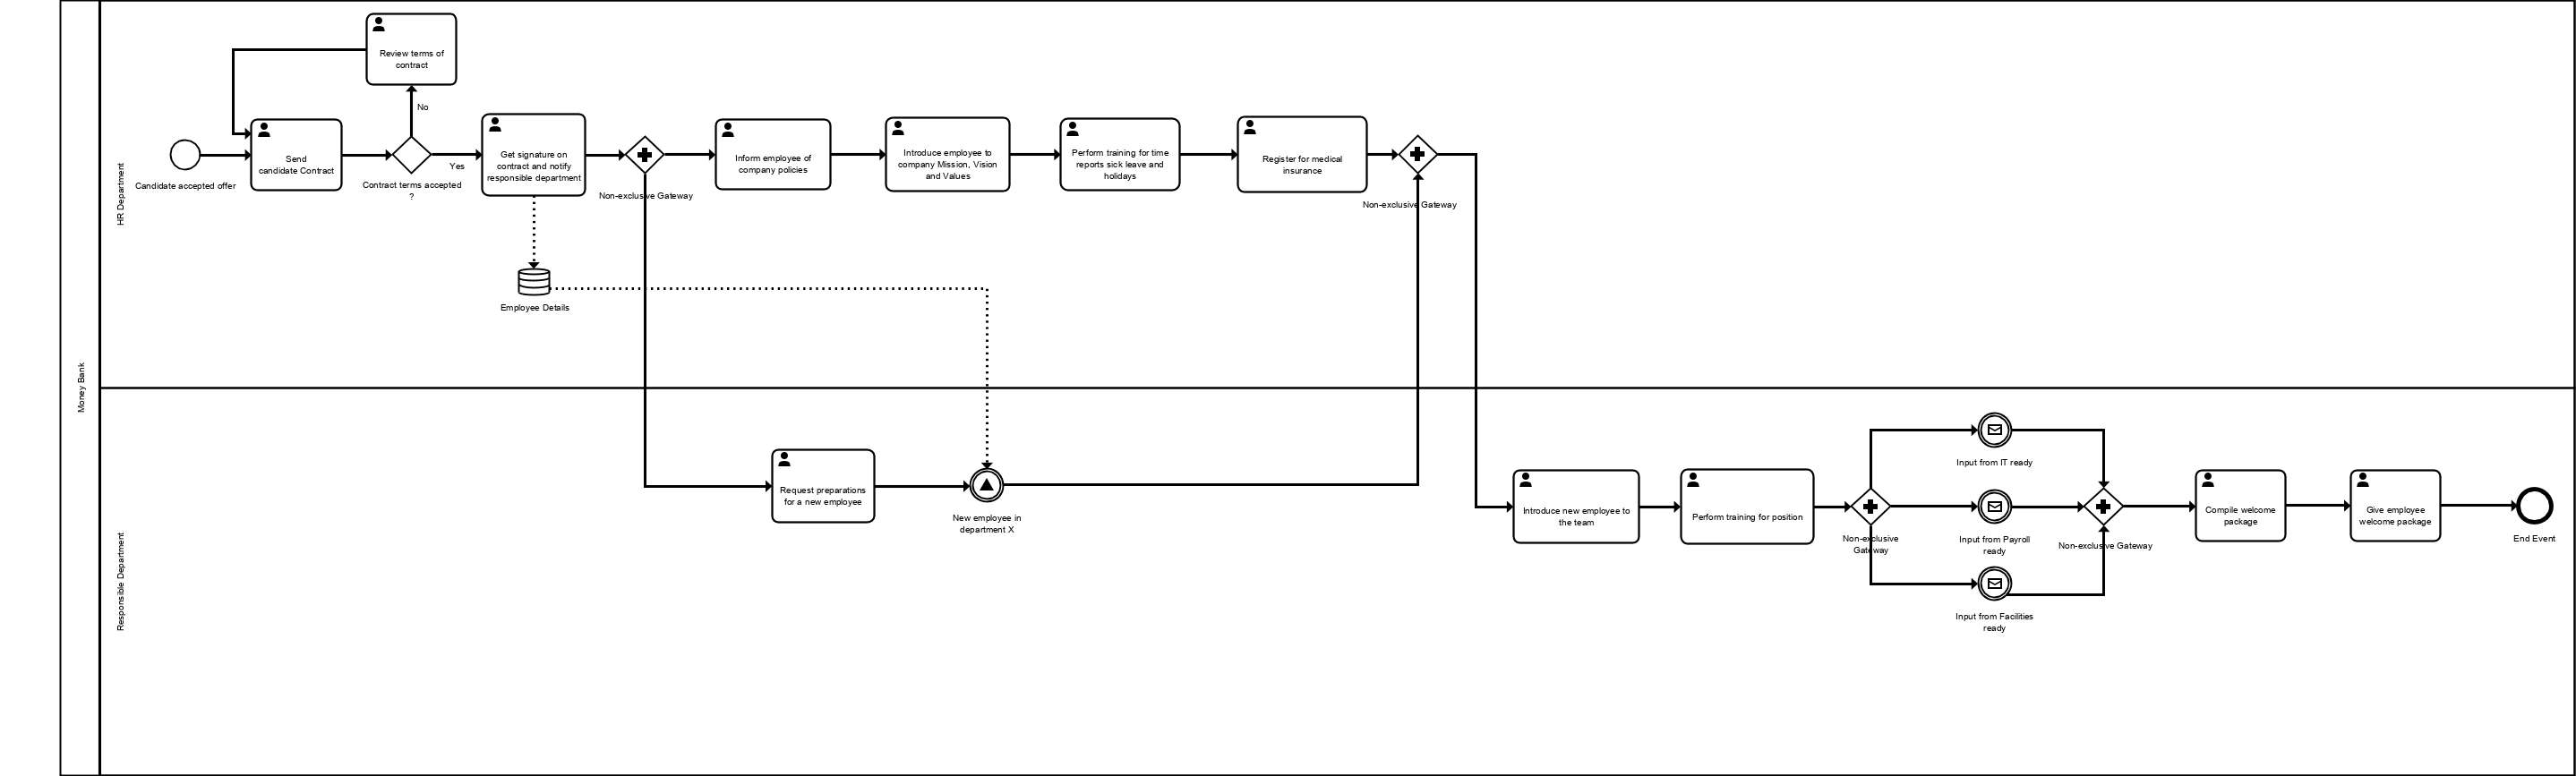 Money Bank
HR Department
Review terms of
contract
No
Candidate accepted offer
Send
candidate Contract
Contract terms accepted
?
Yes
Get signature on
contract and notify
responsible department
Employee Details
Non-exclusive Gateway
Inform employee of
company policies
Introduce employee to
company Mission, Vision
and Values
Perform training for time
reports sick leave and
holidays
Register for medical
insurance
Non-exclusive Gateway
Responsible Department
Request preparations
for a new employee
New employee in
department X
Introduce new employee to
the team
Perform training for position
Non-exclusive
Gateway
Input from IT ready
Input from Payroll
ready
Input from Facilities
ready
Non-exclusive Gateway
Compile welcome
package
Give employee
welcome package
End Event